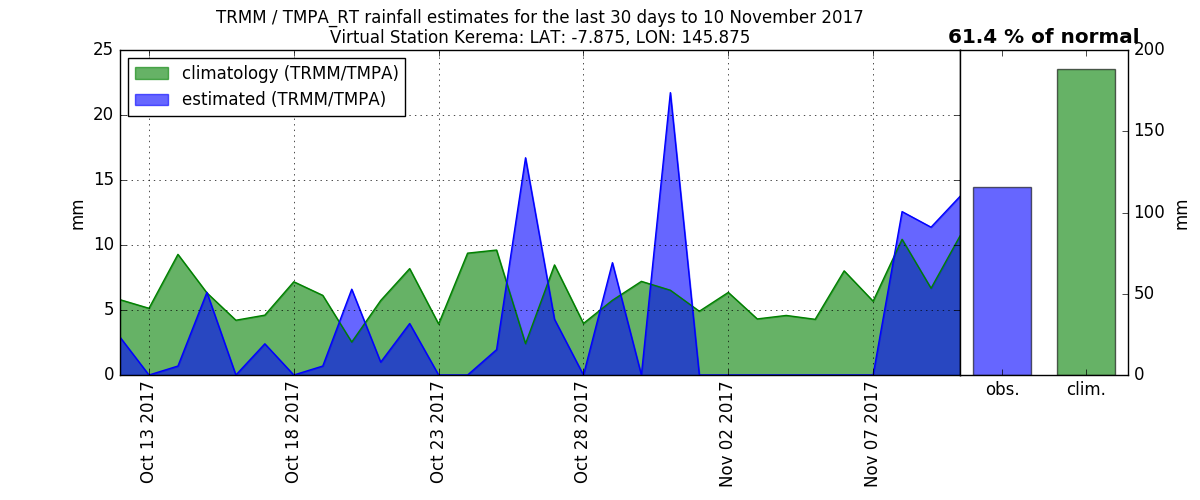 TRMM / TMPA_RT rainfall estimates for the last 30 days to 10 November 2017
Virtual Station Kerema: LAT: -7.875, LON: 145.875
61.4 % of normal
climatology (TRMM/TMPA)
estimated (TRMM/TMPA)
25
20
15
10
5
0
mm
Oct 13 2017
Oct 18 2017
Oct 23 2017
Oct 28 2017
Nov 02 2017
Nov 07 2017
200
150
100
50
0
mm
obs.
clim.